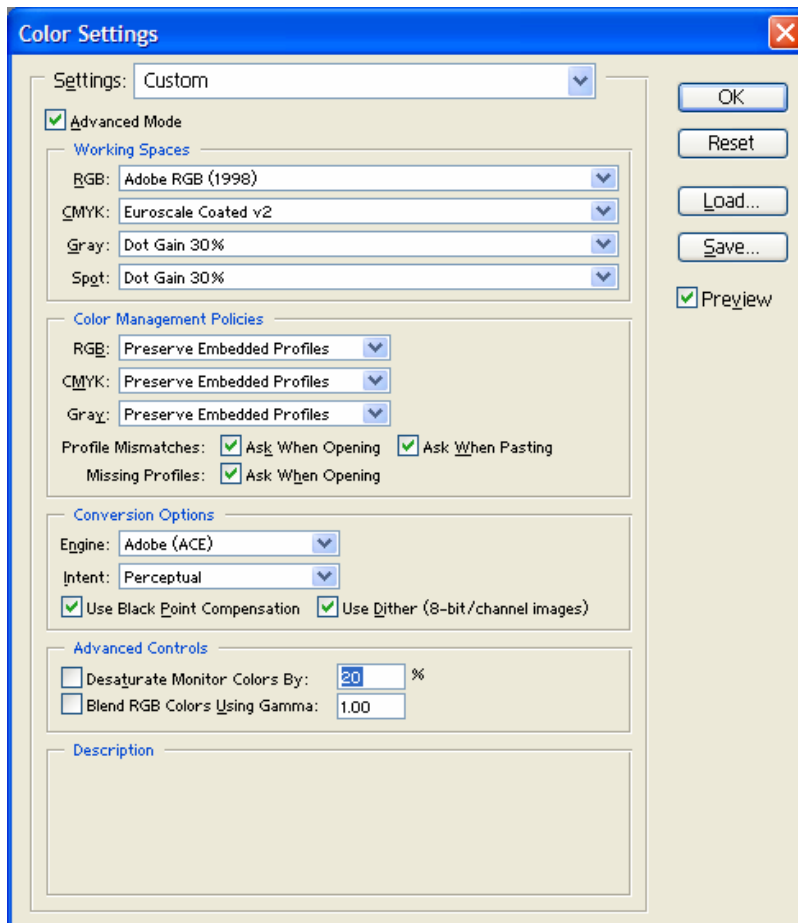 Color Settings
Settings: Custom
OK
Advanced Mode
Reset
Working Spaces
RGB: Adobe RGB (1998)
CMYK: Euroscale Coated v2
Load...
Gray: Dot Gain 30%
Save...
Spot: Dot Gain 30%
Preview
Color Management Policies
RGB: Preserve Embedded Profiles
CMYK: Preserve Embedded Profiles
Gray: Preserve Embedded Profiles
Profile Mismatches: Ask When Opening Ask When Pasting
Missing Profiles: Ask When Opening
Conversion Options
Engine: Adobe (ACE)
Intent: Perceptual
Use Black Point Compensation Use Dither (8-bit/channel images)
Advanced Controls
Desaturate Monitor Colors By: 20 %
Blend RGB Colors Using Gamma: 1.00
Description